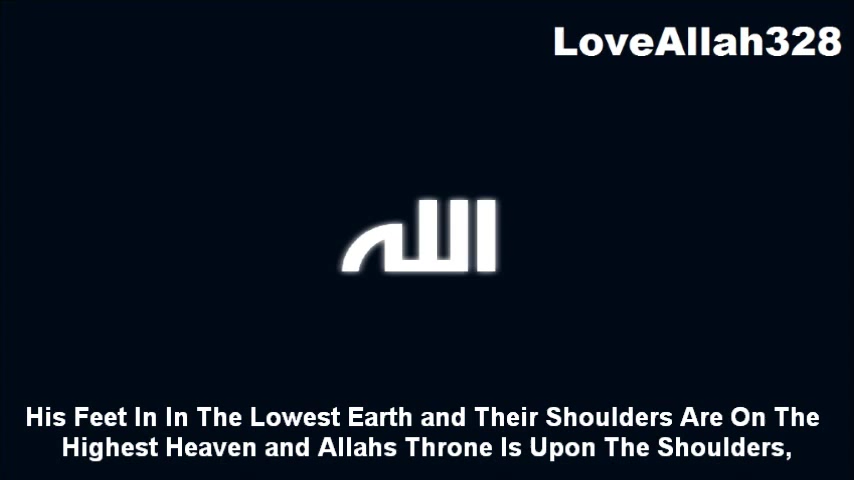 LoveAllah328
الله
His Feet In In The Lowest Earth and Their Shoulders Are On The
Highest Heaven and Allahs Throne Is Upon The Shoulders,